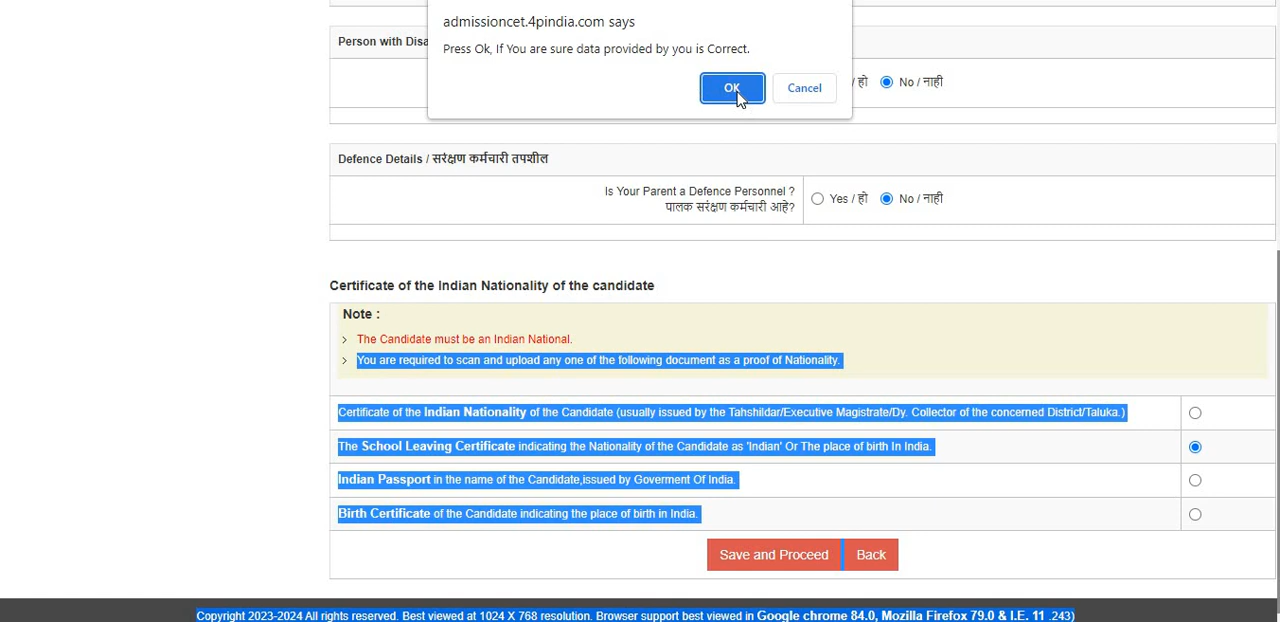 admissioncet.4pindia.com says
Press Ok, If You are sure data provided by you is Correct.
OK
Cancel
Person with Disa
/ हो
No / नाही
Defence Details / सरंक्षण कर्मचारी तपशील
Is Your Parent a Defence Personnel ?
पालक सरंक्षण कर्मचारी आहे?
Yes / हो
No / नाही
Certificate of the Indian Nationality of the candidate
Note :
The Candidate must be an Indian National.
You are required to scan and upload any one of the following document as a proof of Nationality.
Certificate of the Indian Nationality of the Candidate (usually issued by the Tahshildar/Executive Magistrate/Dy. Collector of the concerned District/Taluka.)
The School Leaving Certificate indicating the Nationality of the Candidate as 'Indian' Or The place of birth In India.
Indian Passport in the name of the Candidate,issued by Goverment Of India.
Birth Certificate of the Candidate indicating the place of birth in India.
Save and Proceed
Back
Copyright 2023-2024 All rights reserved. Best viewed at 1024 X 768 resolution. Browser support best viewed in Google chrome 84.0, Mozilla Firefox 79.0 & I.E. 11 .243)